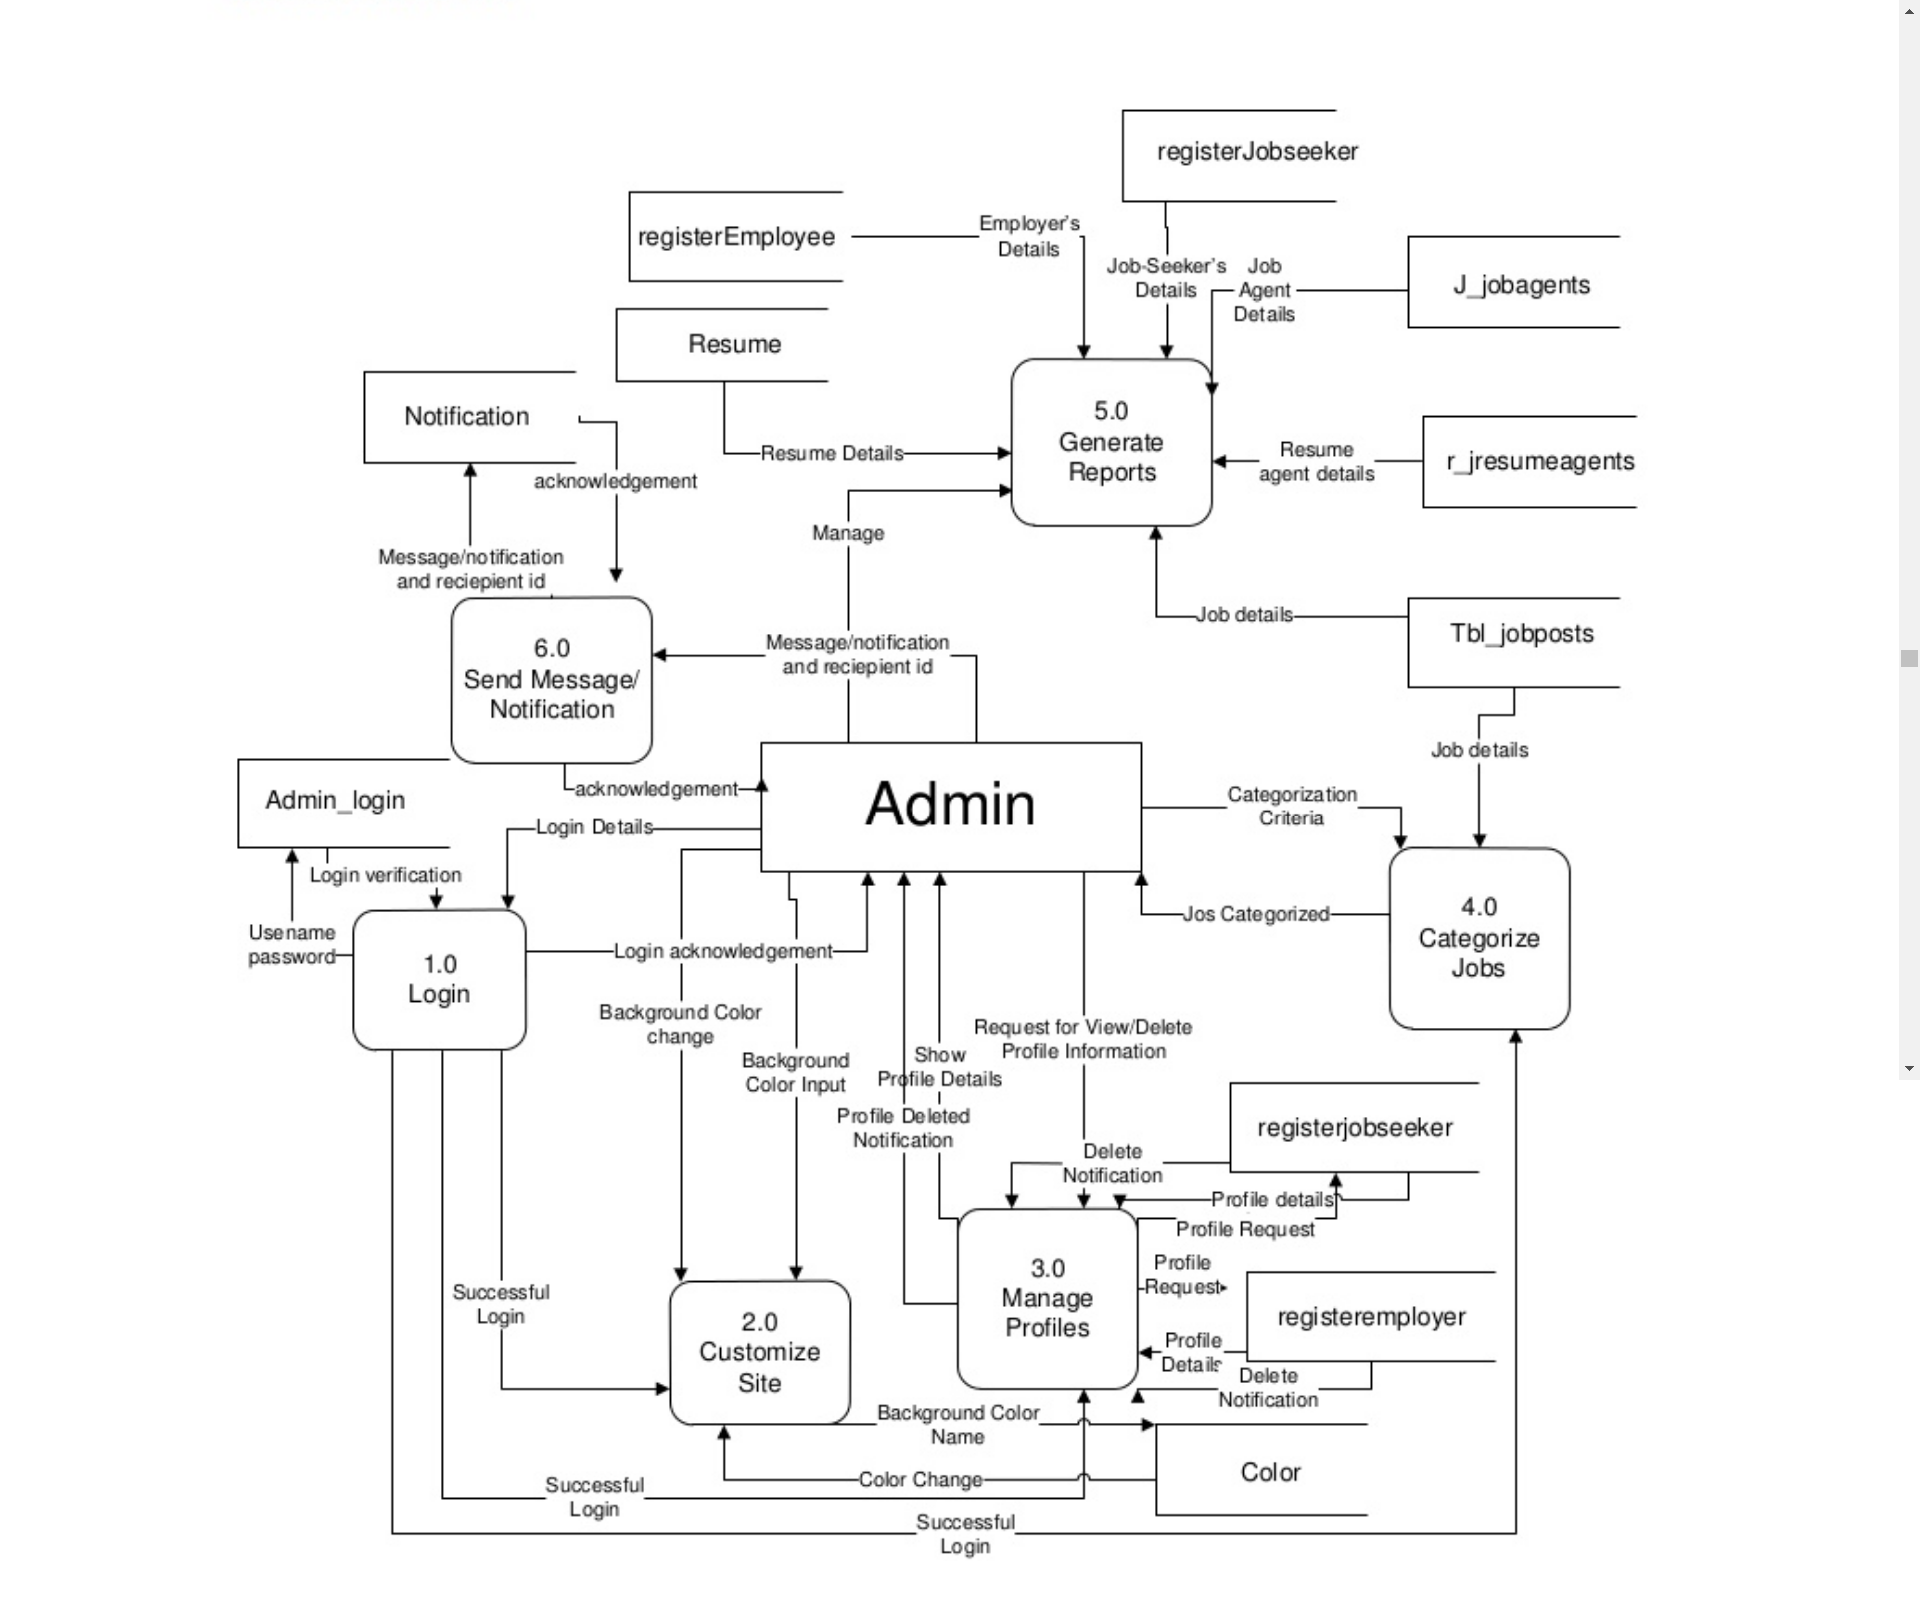 registerJobseeker
registerEmployee
Employer's
Details
Job-Seeker's
Details
Job
Agent
Details
J_jobagents
Resume
Notification
5.0
Generate
Reports
Resume Details
Resume
agent details
r_jresumeagents
acknowledgement
Manage
Message/notification
and reciepient id
Job details
Tbl_jobposts
6.0
Send Message/
Notification
Message/notification
and reciepient id
Job details
acknowledgement
Admin_login
Admin
Categorization
Criteria
Login Details
Login verification
Usename
password
1.0
Login
Login acknowledgement
Jos Categorized
4.0
Categorize
Jobs
Background Color
change
Background
Color Input
Show
Profile Details
Request for View/Delete
Profile Information
Profile Deleted
Notification
registerjobseeker
Delete
Notification
Profile details
Profile Request
Profile
Request
3.0
Manage
Profiles
registeremployer
Successful
Login
2.0
Customize
Site
Profile
Details
Delete
Notification
Background Color
Name
Color Change
Color
Successful
Login
Successful
Login